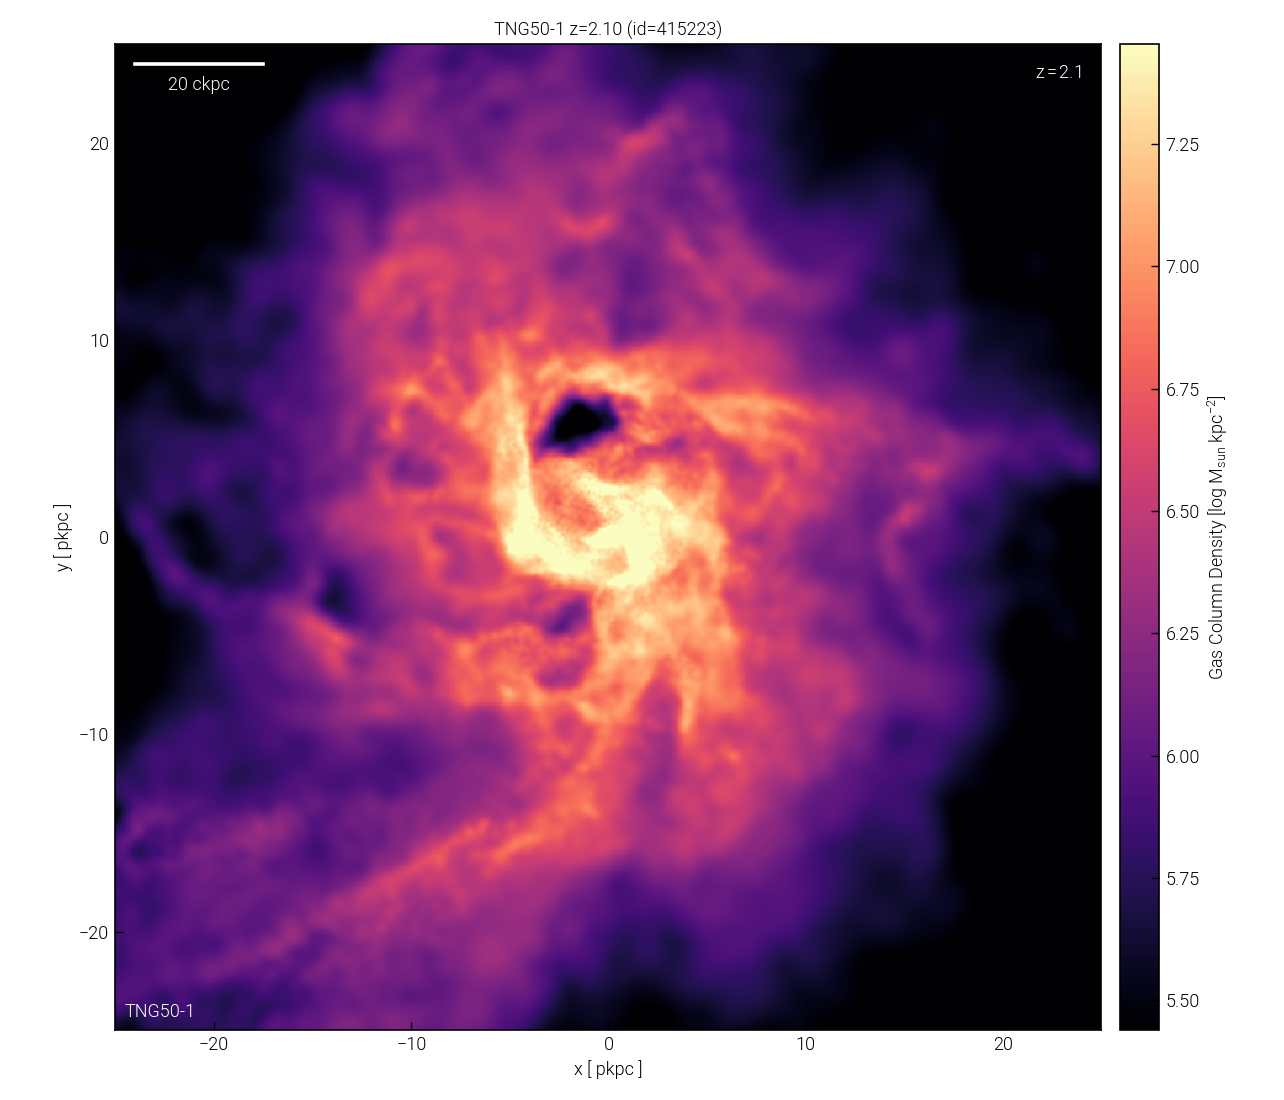 TNG50-1 z=2.10 (id=415223)
20 ckpc
z=2.1
20
10
0
−10
−20
y [ pkpc ]
TNG50-1
−20
−10
0
10
20
x [ pkpc ]
7.25
7.00
6.75
6.50
6.25
6.00
5.75
5.50
Gas Column Density [log M_sun kpc^−2]